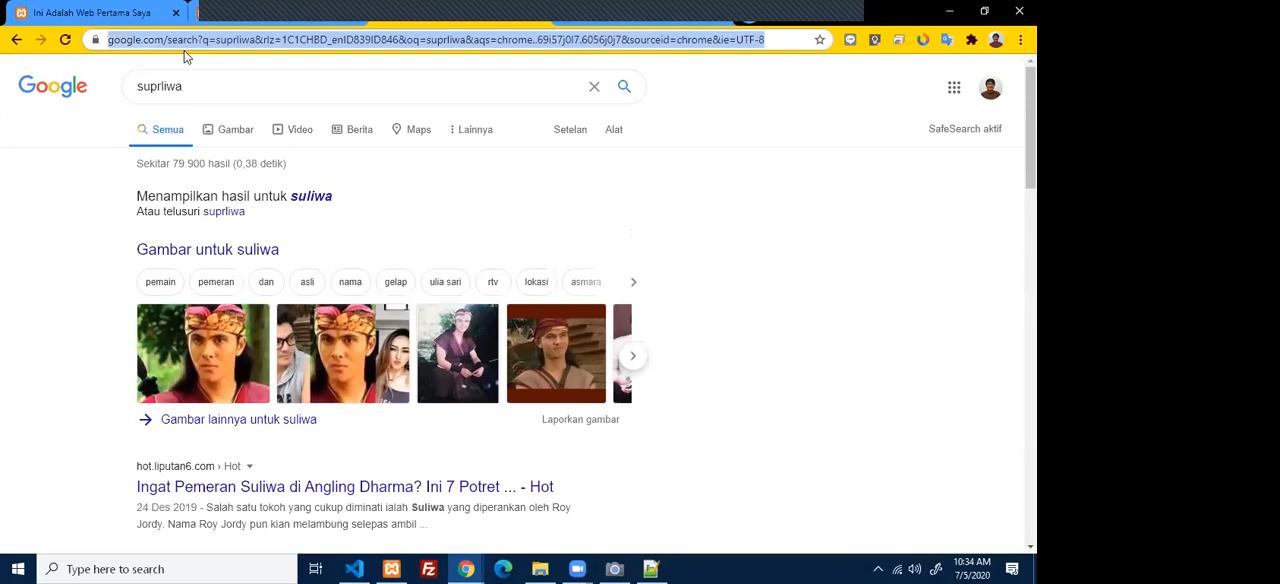 Ini Adalah Web Pertama Saya
google.com/search?q=suprliwa&rlz=1C1CHBD_enID839ID846&oq=suprliwa&aqs=chrome..69i57j0l7.6056j0j7&sourceid=chrome&ie=UTF-8
Google
suprliwa
Semua Gambar Video Berita Maps Lainnya Setelan Alat SafeSearch aktif
Sekitar 79.900 hasil (0,38 detik)
Menampilkan hasil untuk suliwa
Atau telusuri suprliwa
Gambar untuk suliwa
pemain pemeran dan asli nama gelap ulia sari rtv lokasi asmara
Gambar lainnya untuk suliwa Laporkan gambar
hot.liputan6.com › Hot
Ingat Pemeran Suliwa di Angling Dharma? Ini 7 Potret ... - Hot
24 Des 2019 - Salah satu tokoh yang cukup diminati ialah Suliwa yang diperankan oleh Roy
Jordy. Nama Roy Jordy pun kian melambung selepas ambil ...
Type here to search
10:34 AM
7/5/2020